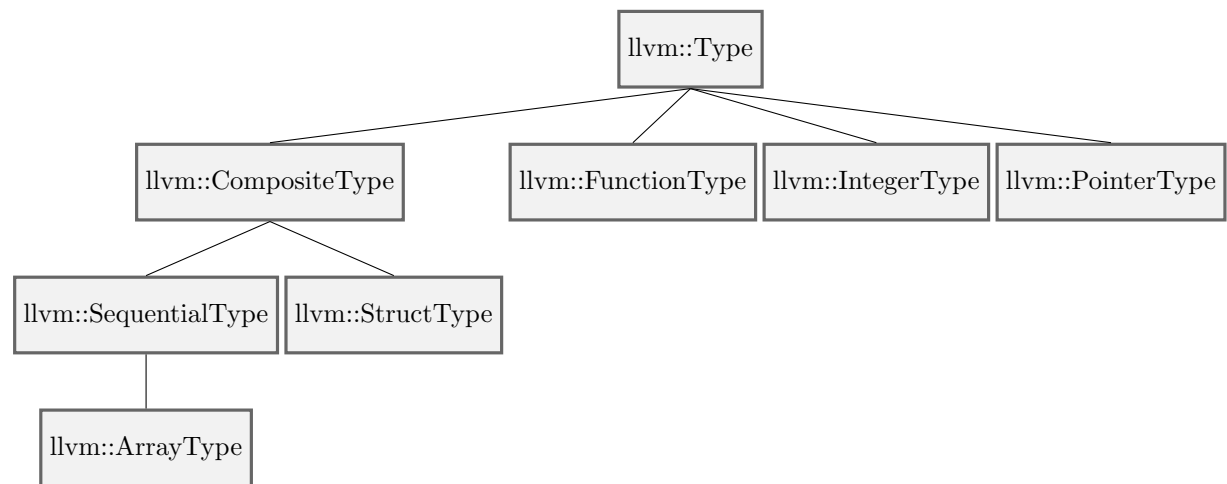 llvm::Type
llvm::CompositeType
llvm::FunctionType
llvm::IntegerType
llvm::PointerType
llvm::SequentialType
llvm::StructType
llvm::ArrayType